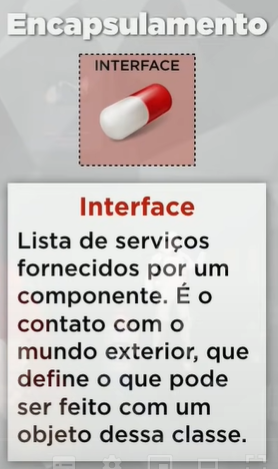 Encapsulamento
INTERFACE
Interface
Lista de serviços
fornecidos por um
componente. É o
contato com o
mundo exterior, que
define o que pode
ser feito com um
objeto dessa classe.